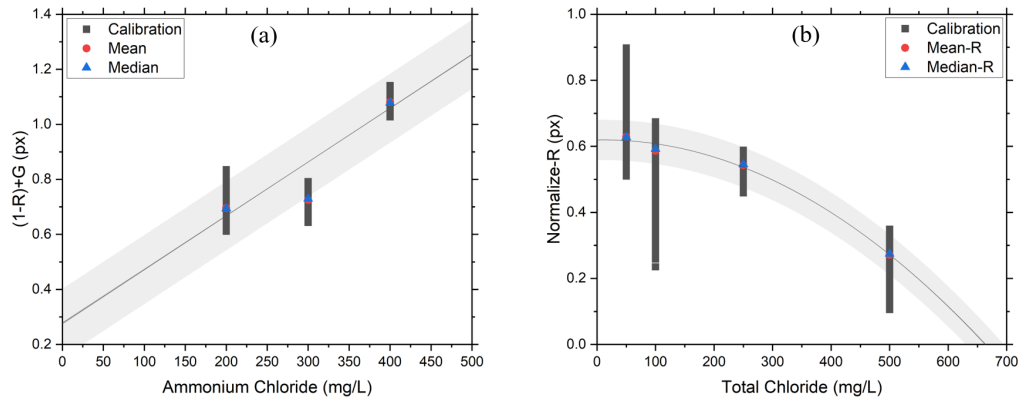 (a)
Calibration
Mean
Median
(1-R)+G (px)
1.4
1.2
1.0
0.8
0.6
0.4
0.2
0 50 100 150 200 250 300 350 400 450 500
Ammonium Chloride (mg/L)
(b)
Calibration
Mean-R
Median-R
Normalize-R (px)
1.0
0.8
0.6
0.4
0.2
0.0
0 100 200 300 400 500 600 700
Total Chloride (mg/L)